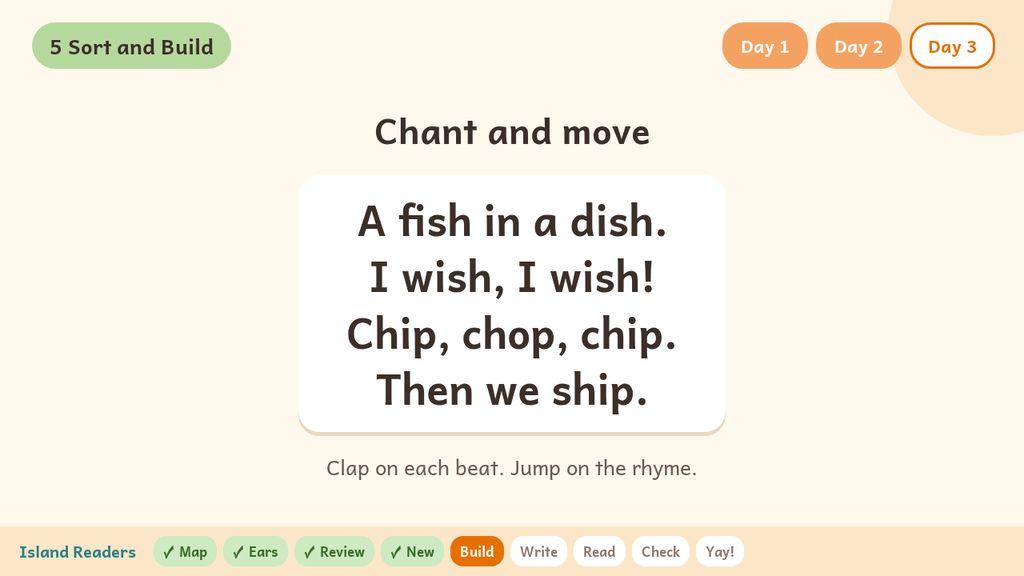 5 Sort and Build
Day 1 Day 2 Day 3
Chant and move
A fish in a dish.
I wish, I wish!
Chip, chop, chip.
Then we ship.
Clap on each beat. Jump on the rhyme.
Island Readers ✓ Map ✓ Ears ✓ Review ✓ New Build Write Read Check Yay!